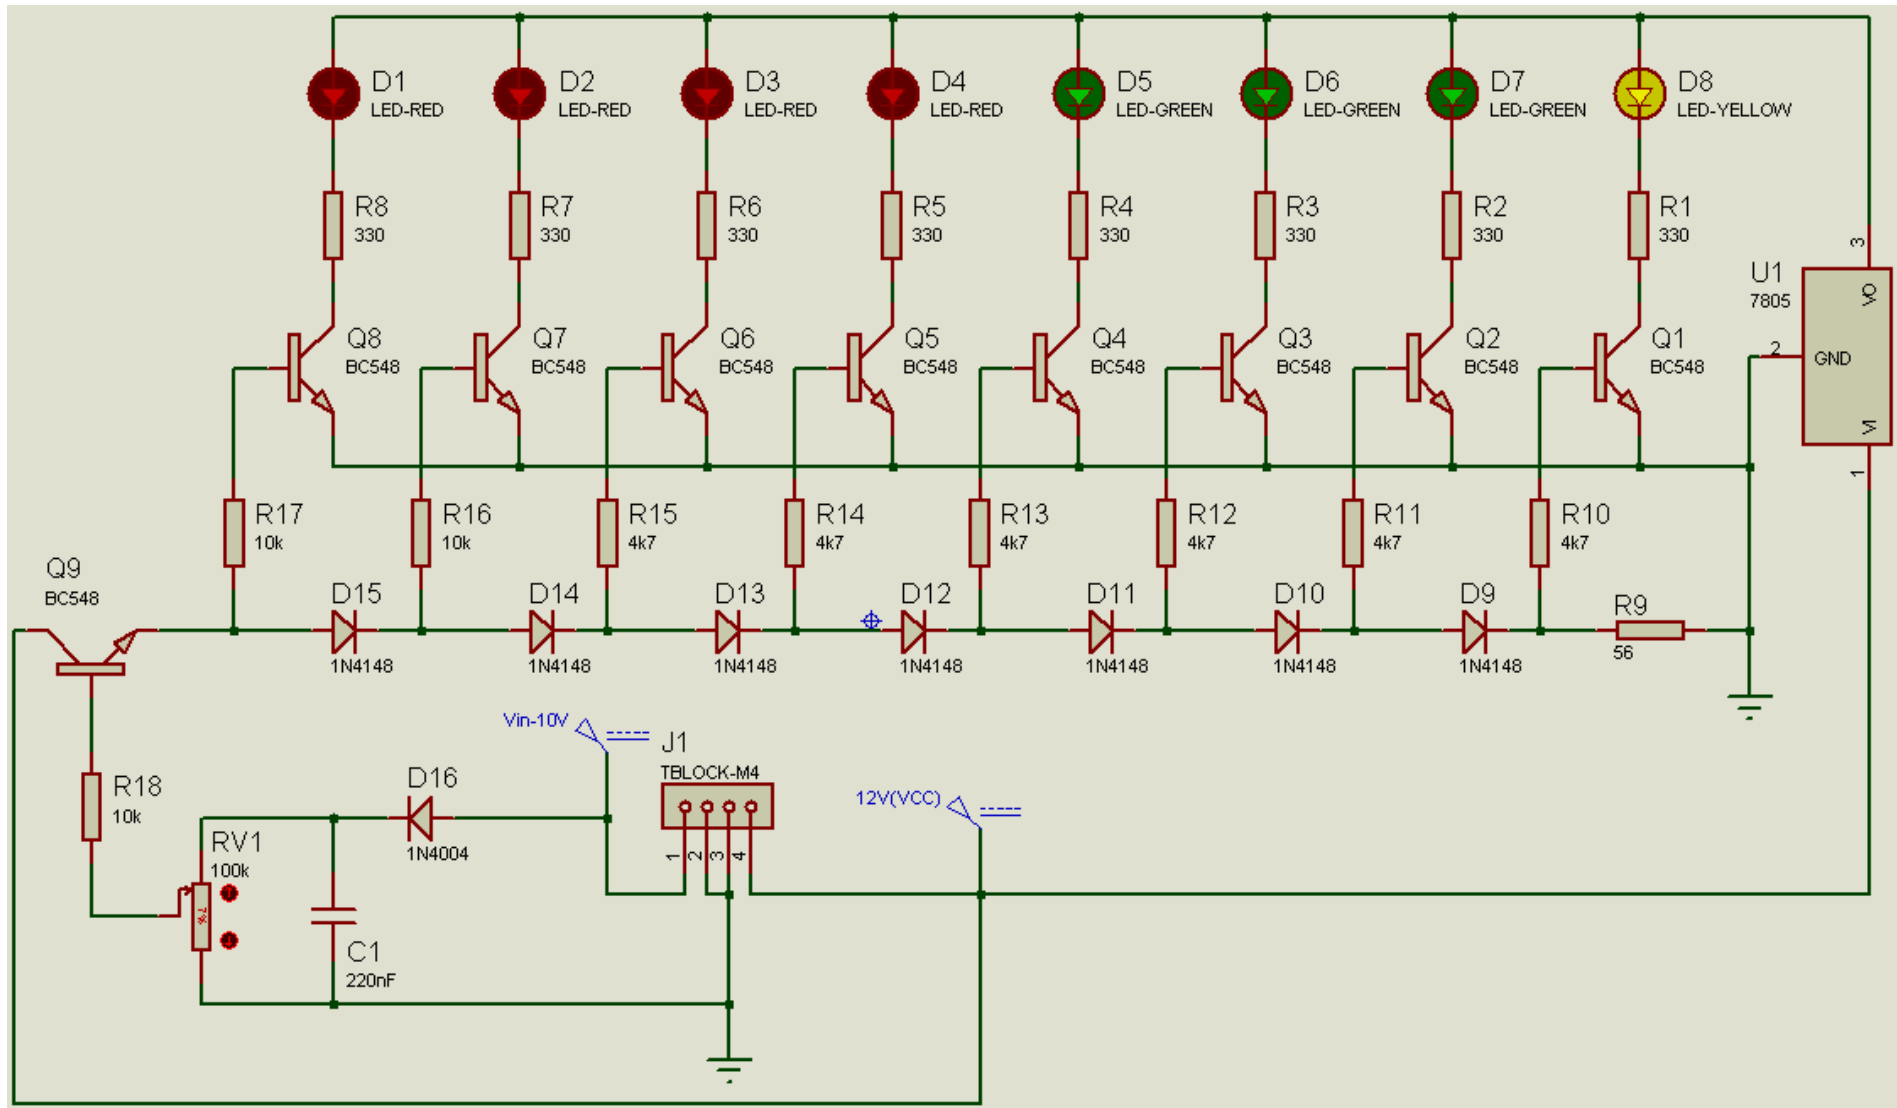 D1
LED-RED
D2
LED-RED
D3
LED-RED
D4
LED-RED
D5
LED-GREEN
D6
LED-GREEN
D7
LED-GREEN
D8
LED-YELLOW
R8
330
R7
330
R6
330
R5
330
R4
330
R3
330
R2
330
R1
330
U1
7805
3
VO
2
GND
VI
1
Q8
BC548
Q7
BC548
Q6
BC548
Q5
BC548
Q4
BC548
Q3
BC548
Q2
BC548
Q1
BC548
R17
10k
R16
10k
R15
4k7
R14
4k7
R13
4k7
R12
4k7
R11
4k7
R10
4k7
Q9
BC548
D15
1N4148
D14
1N4148
D13
1N4148
D12
1N4148
D11
1N4148
D10
1N4148
D9
1N4148
R9
56
Vin-10V
J1
TBLOCK-M4
1
2
3
4
12V(VCC)
R18
10k
D16
1N4004
RV1
100k
7%
C1
220nF